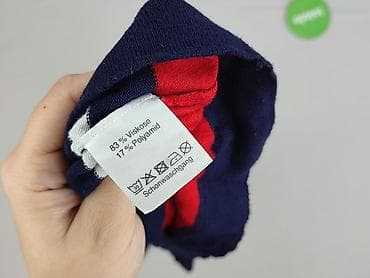 83 % Viskose
17 % Polyamid
Schonwaschgang